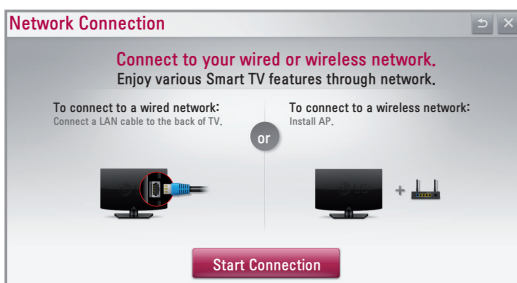 Network Connection
Connect to your wired or wireless network.
Enjoy various Smart TV features through network.
To connect to a wired network:
Connect a LAN cable to the back of TV.
or
To connect to a wireless network:
Install AP.
+
Start Connection